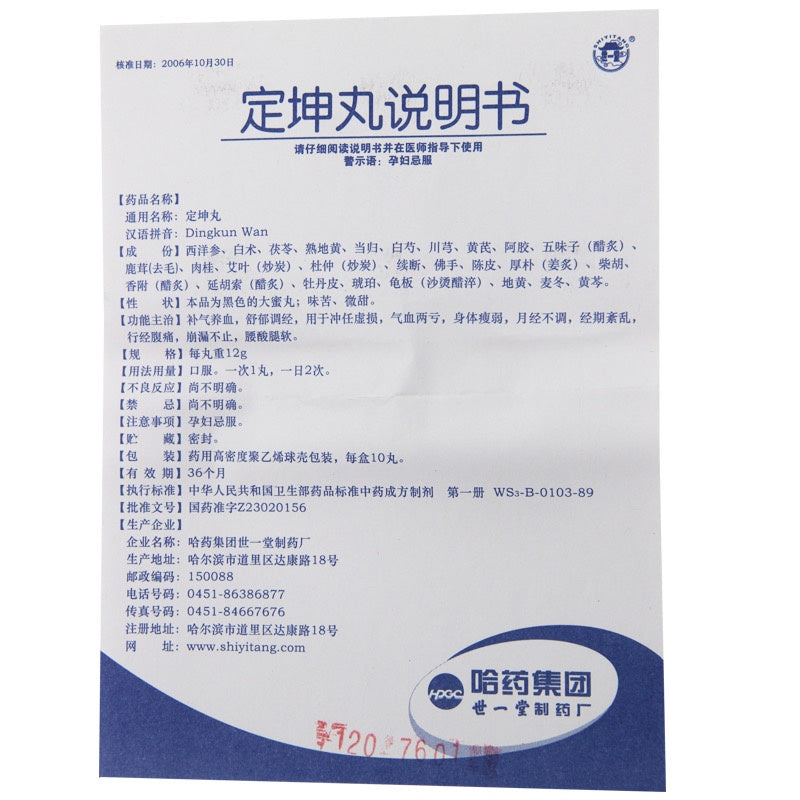 核准日期：2006年10月30日
SHIYITANG®
定坤丸说明书
请仔细阅读说明书并在医师指导下使用
警示语：孕妇忌服
【药品名称】
通用名称：定坤丸
汉语拼音：Dingkun Wan
【成 份】西洋参、白术、茯苓、熟地黄、当归、白芍、川芎、黄芪、阿胶、五味子（醋炙）、
鹿茸(去毛)、肉桂、艾叶（炒炭）、杜仲（炒炭）、续断、佛手、陈皮、厚朴（姜炙）、柴胡、
香附（醋炙）、延胡索（醋炙）、牡丹皮、琥珀、龟板（沙烫醋淬）、地黄、麦冬、黄芩。
【性 状】本品为黑色的大蜜丸；味苦、微甜。
【功能主治】补气养血，舒郁调经，用于冲任虚损，气血两亏，身体瘦弱，月经不调，经期紊乱，
行经腹痛，崩漏不止，腰酸腿软。
【规 格】每丸重12g
【用法用量】口服。一次1丸，一日2次。
【不良反应】尚不明确。
【禁 忌】尚不明确。
【注意事项】孕妇忌服。
【贮 藏】密封。
【包 装】药用高密度聚乙烯球壳包装，每盒10丸。
【有 效 期】36个月
【执行标准】中华人民共和国卫生部药品标准中药成方制剂 第一册 WS3-B-0103-89
【批准文号】国药准字Z23020156
【生产企业】
企业名称：哈药集团世一堂制药厂
生产地址：哈尔滨市道里区达康路18号
邮政编码：150088
电话号码：0451-86386877
传真号码：0451-84667676
注册地址：哈尔滨市道里区达康路18号
网 址：www.shiyitang.com
HPGC 哈药集团
世一堂制药厂